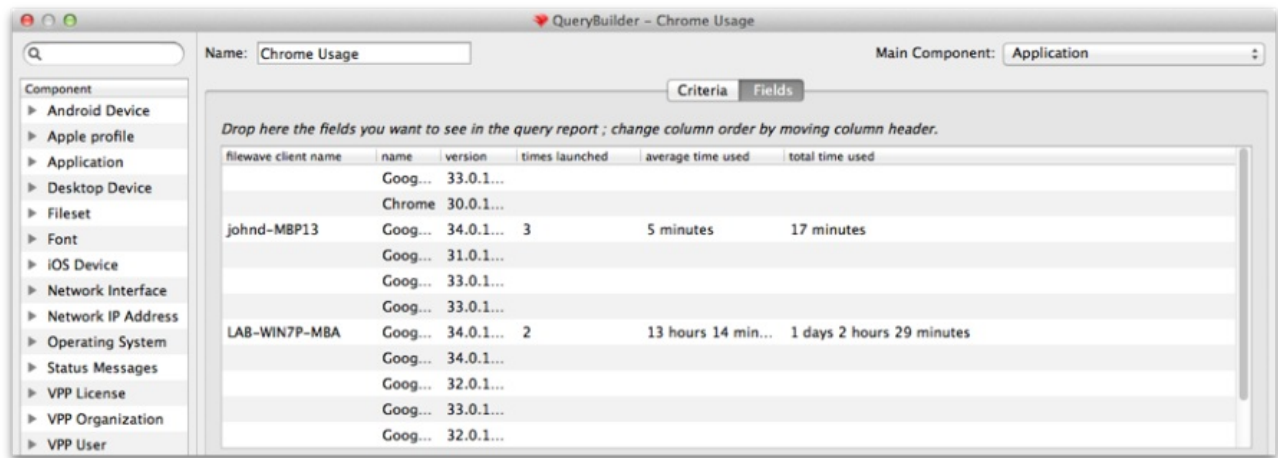 QueryBuilder – Chrome Usage
Name: Chrome Usage Main Component: Application
Component
Criteria Fields
Android Device
Apple profile
Application
Desktop Device
Fileset
Font
iOS Device
Network Interface
Network IP Address
Operating System
Status Messages
VPP License
VPP Organization
VPP User
Drop here the fields you want to see in the query report ; change column order by moving column header.
filewave client name name version times launched average time used total time used
Goog... 33.0.1...
Chrome 30.0.1...
johnd-MBP13 Goog... 34.0.1... 3 5 minutes 17 minutes
Goog... 31.0.1...
Goog... 33.0.1...
Goog... 33.0.1...
LAB-WIN7P-MBA Goog... 34.0.1... 2 13 hours 14 min... 1 days 2 hours 29 minutes
Goog... 34.0.1...
Goog... 32.0.1...
Goog... 33.0.1...
Goog... 32.0.1...